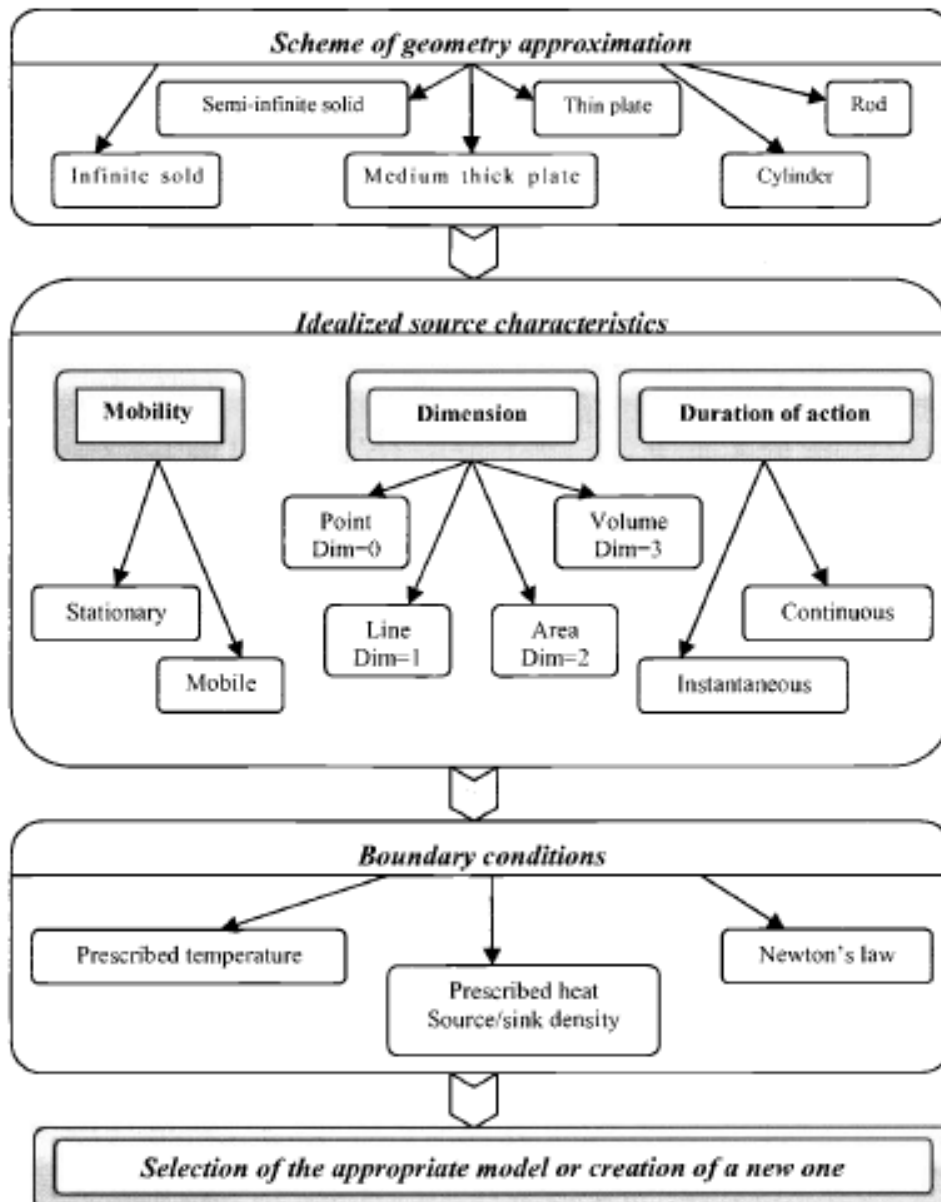 Scheme of geometry approximation
Semi-infinite solid
Thin plate
Rod
Infinite sold
Medium thick plate
Cylinder
Idealized source characteristics
Mobility
Dimension
Duration of action
Point
Dim=0
Volume
Dim=3
Stationary
Line
Dim=1
Area
Dim=2
Continuous
Mobile
Instantaneous
Boundary conditions
Prescribed temperature
Newton's law
Prescribed heat
Source/sink density
Selection of the appropriate model or creation of a new one